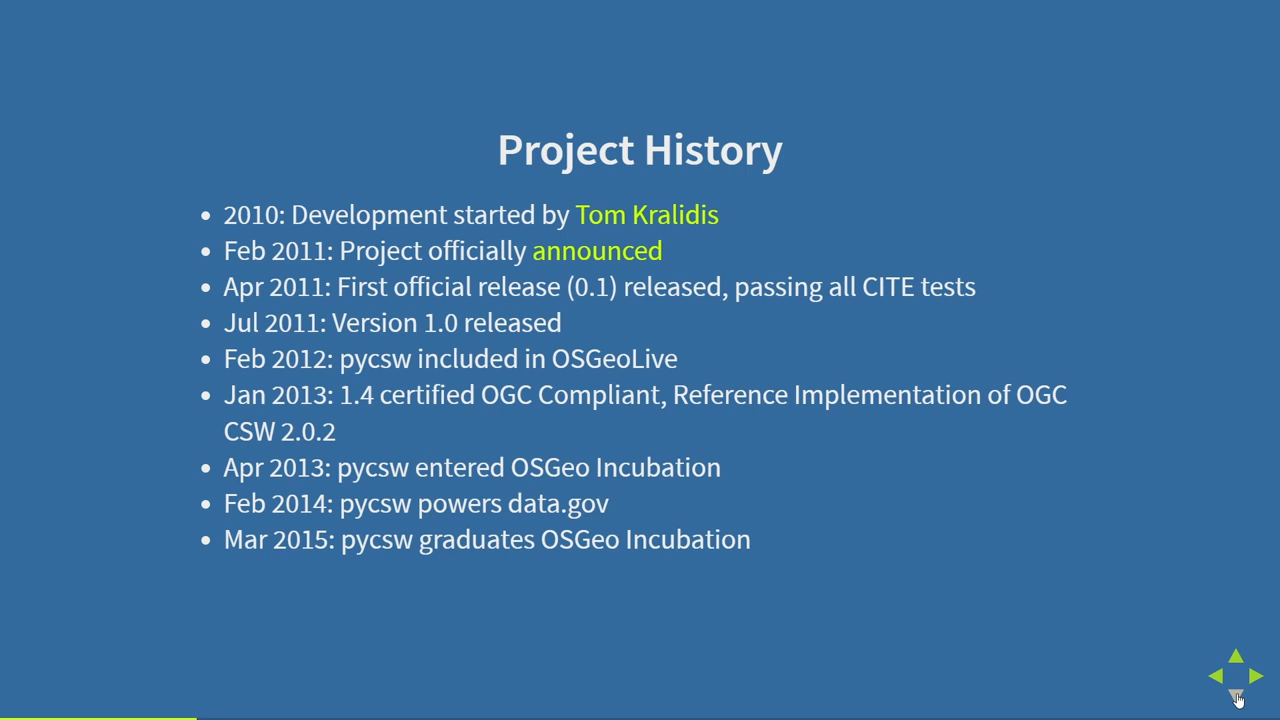 Project History
• 2010: Development started by Tom Kralidis
• Feb 2011: Project officially announced
• Apr 2011: First official release (0.1) released, passing all CITE tests
• Jul 2011: Version 1.0 released
• Feb 2012: pycsw included in OSGeoLive
• Jan 2013: 1.4 certified OGC Compliant, Reference Implementation of OGC
CSW 2.0.2
• Apr 2013: pycsw entered OSGeo Incubation
• Feb 2014: pycsw powers data.gov
• Mar 2015: pycsw graduates OSGeo Incubation